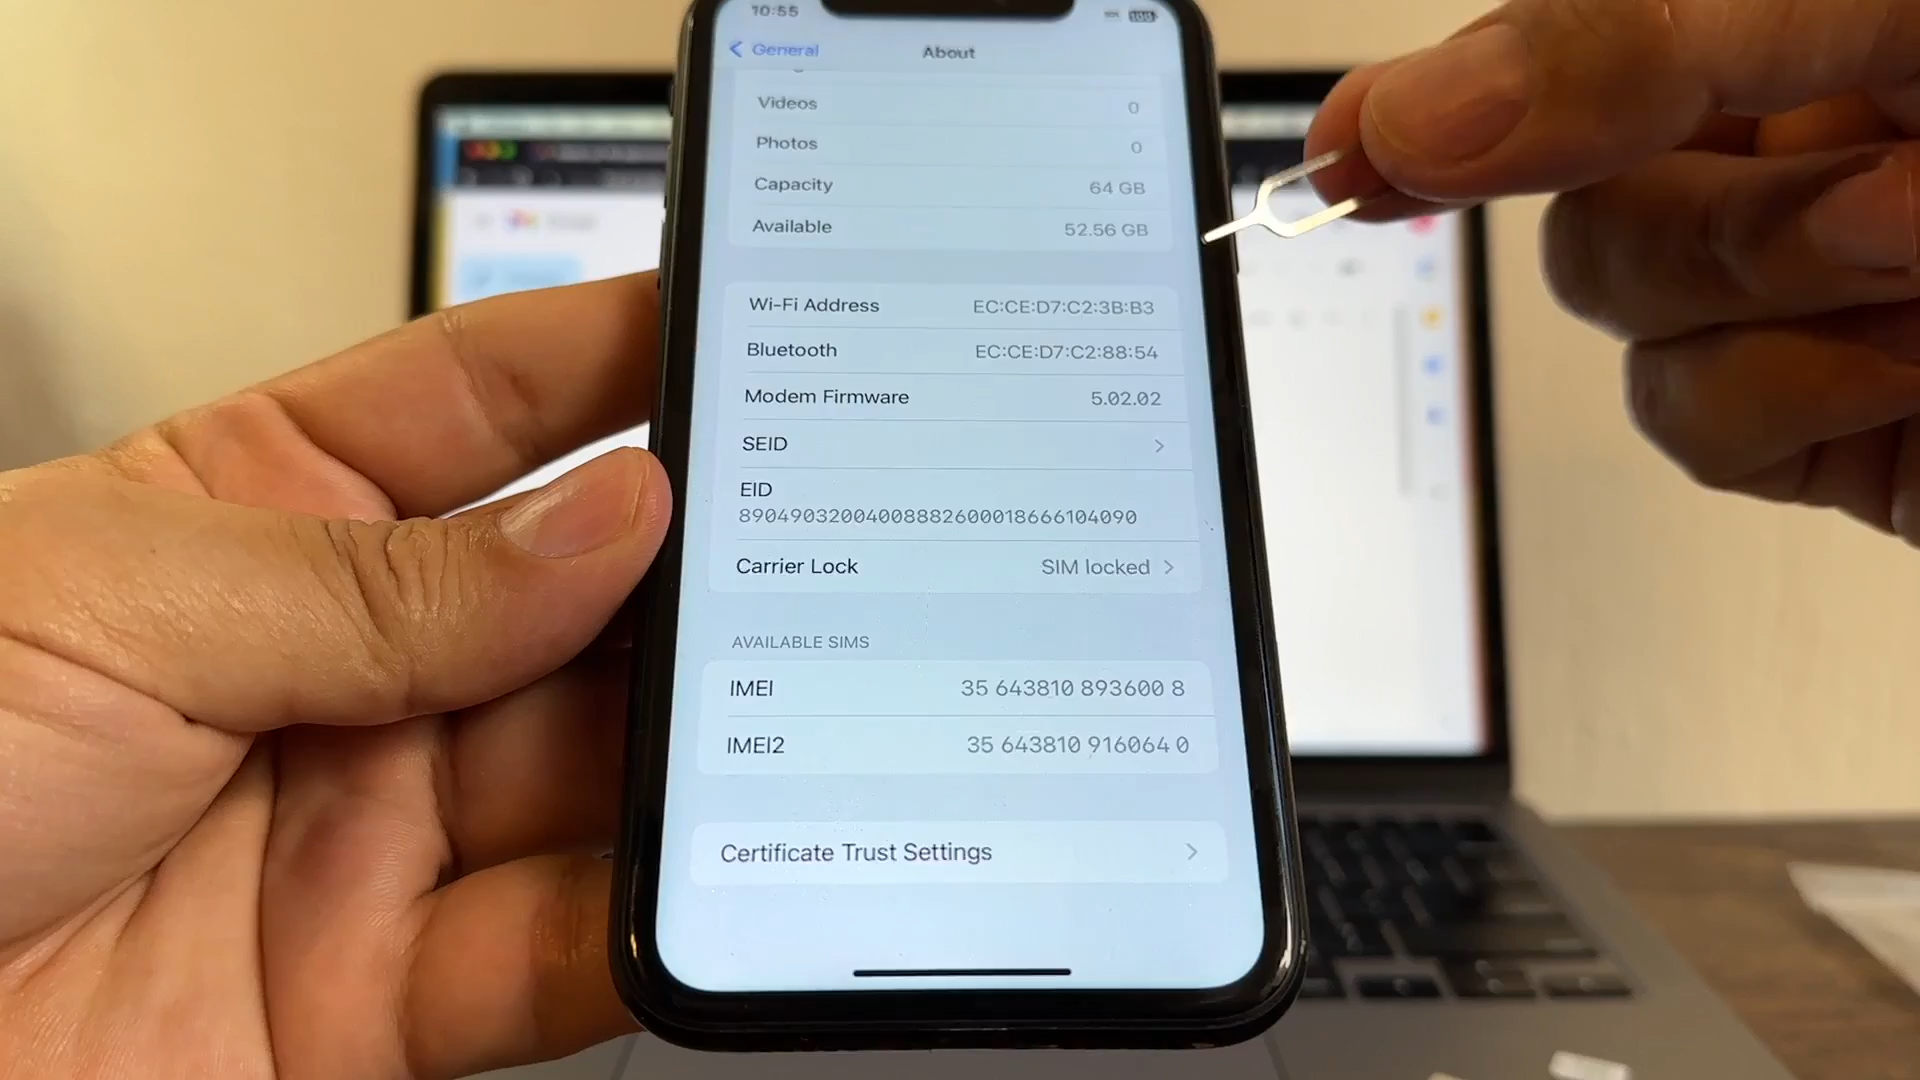 10:55
100
General
About
Videos 0
Photos 0
Capacity 64 GB
Available 52.56 GB
Wi-Fi Address EC:CE:D7:C2:3B:B3
Bluetooth EC:CE:D7:C2:88:54
Modem Firmware 5.02.02
SEID
EID
89049032004008882600018666104090
Carrier Lock SIM locked
AVAILABLE SIMS
IMEI 35 643810 893600 8
IMEI2 35 643810 916064 0
Certificate Trust Settings